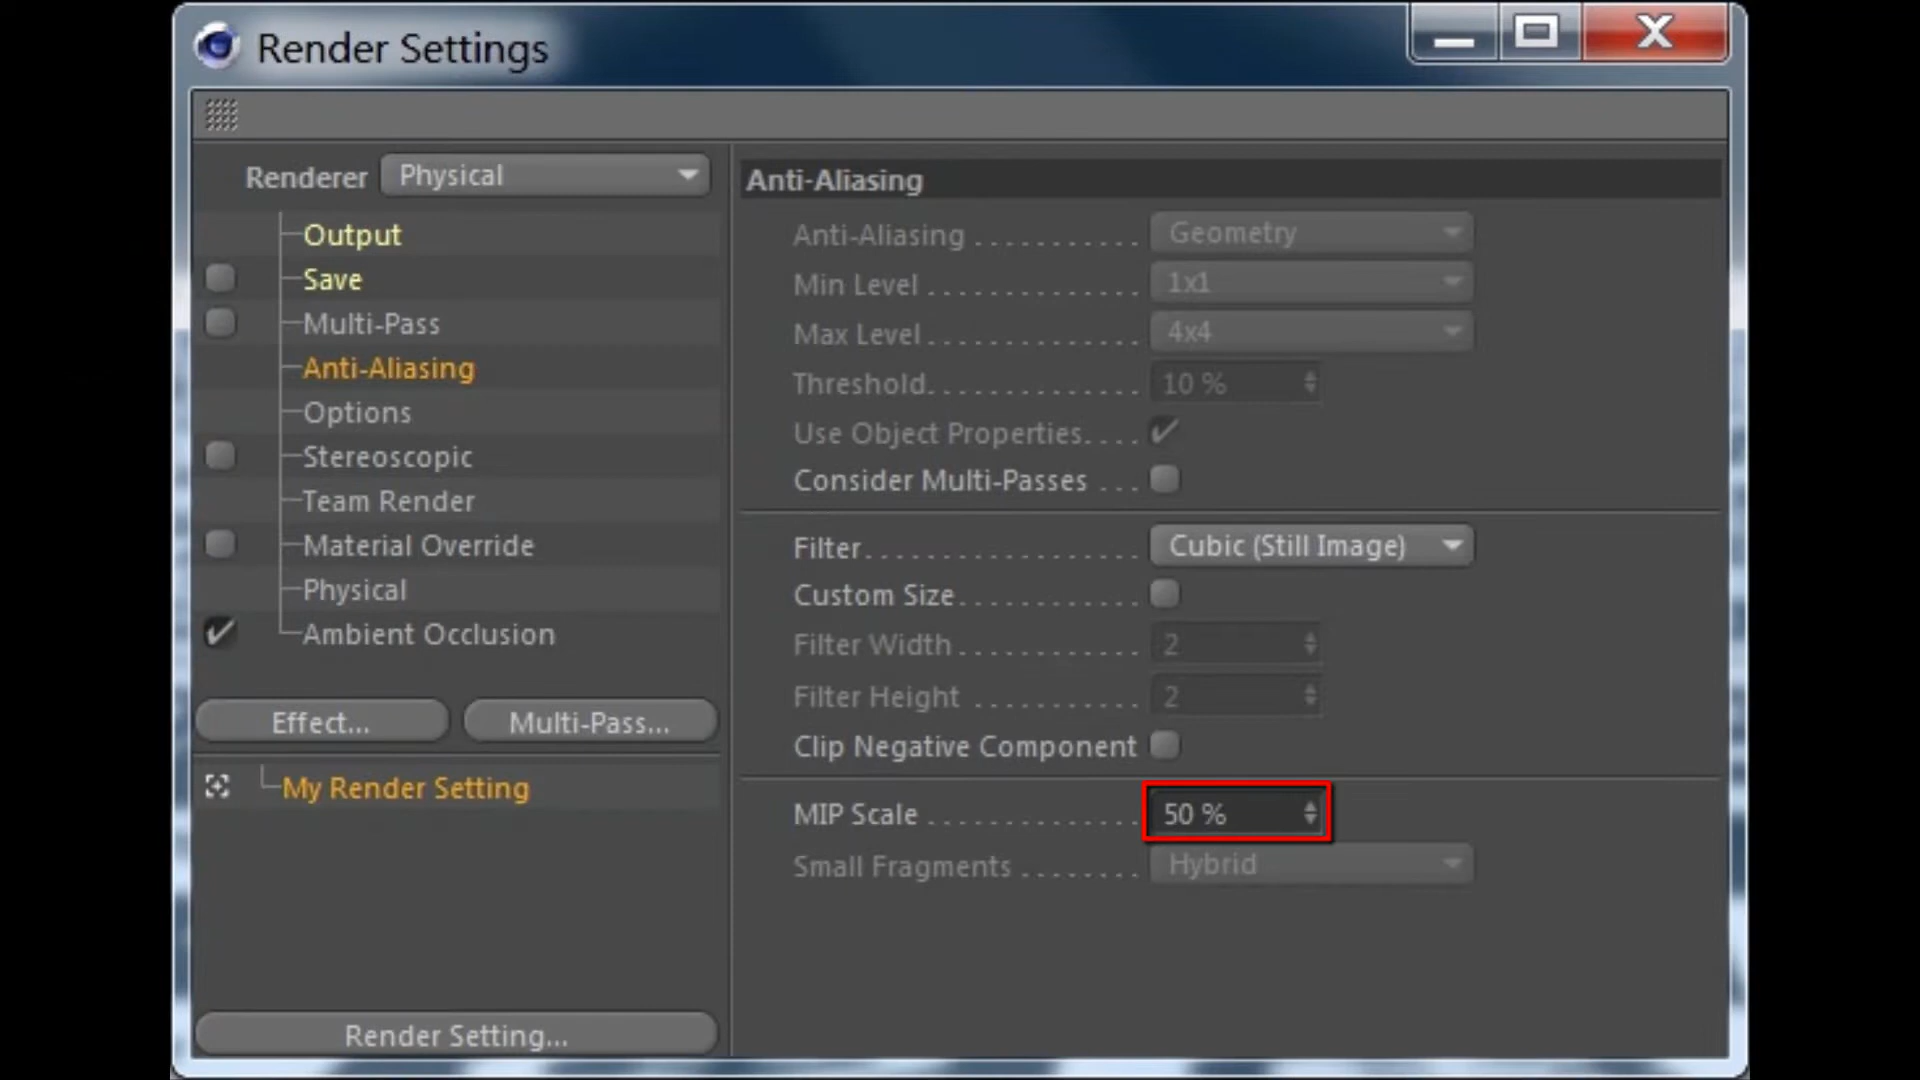 Render Settings
Renderer Physical
Output
Save
Multi-Pass
Anti-Aliasing
Options
Stereoscopic
Team Render
Material Override
Physical
Ambient Occlusion
Effect...
Multi-Pass...
My Render Setting
Render Setting...
Anti-Aliasing
Anti-Aliasing . . . . . . . . . . . Geometry
Min Level . . . . . . . . . . . . . . 1x1
Max Level . . . . . . . . . . . . . . 4x4
Threshold. . . . . . . . . . . . . . 10 %
Use Object Properties. . . .
Consider Multi-Passes . . .
Filter. . . . . . . . . . . . . . . . . . Cubic (Still Image)
Custom Size. . . . . . . . . . . .
Filter Width . . . . . . . . . . . . 2
Filter Height . . . . . . . . . . . 2
Clip Negative Component
MIP Scale . . . . . . . . . . . . . . 50 %
Small Fragments . . . . . . . . Hybrid